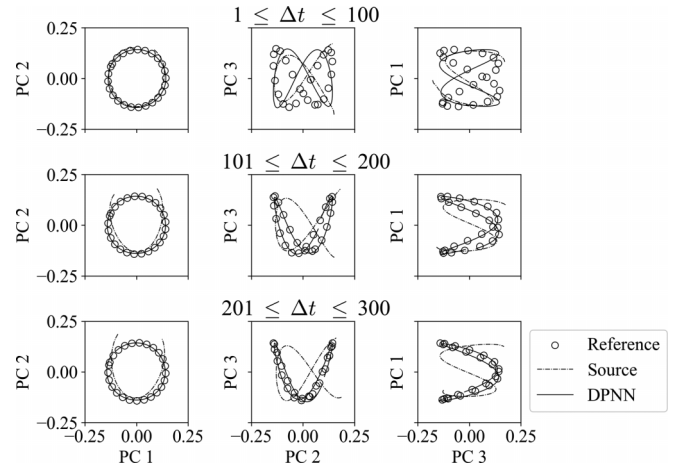 1 ≤ Δt ≤ 100
0.25
0.00
−0.25
PC 2
PC 3
PC 1
101 ≤ Δt ≤ 200
0.25
0.00
−0.25
PC 2
PC 3
PC 1
201 ≤ Δt ≤ 300
0.25
0.00
−0.25
PC 2
PC 3
PC 1
Reference
Source
DPNN
−0.25 0.00 0.25 −0.25 0.00 0.25 −0.25 0.00 0.25
PC 1 PC 2 PC 3